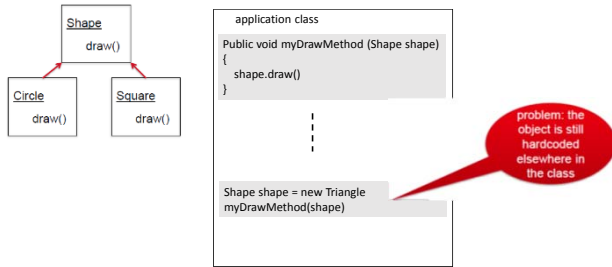 Shape
draw()
Circle
draw()
Square
draw()
application class
Public void myDrawMethod (Shape shape)
{
shape.draw()
}
Shape shape = new Triangle
myDrawMethod(shape)
problem: the
object is still
hardcoded
elsewhere in
the class